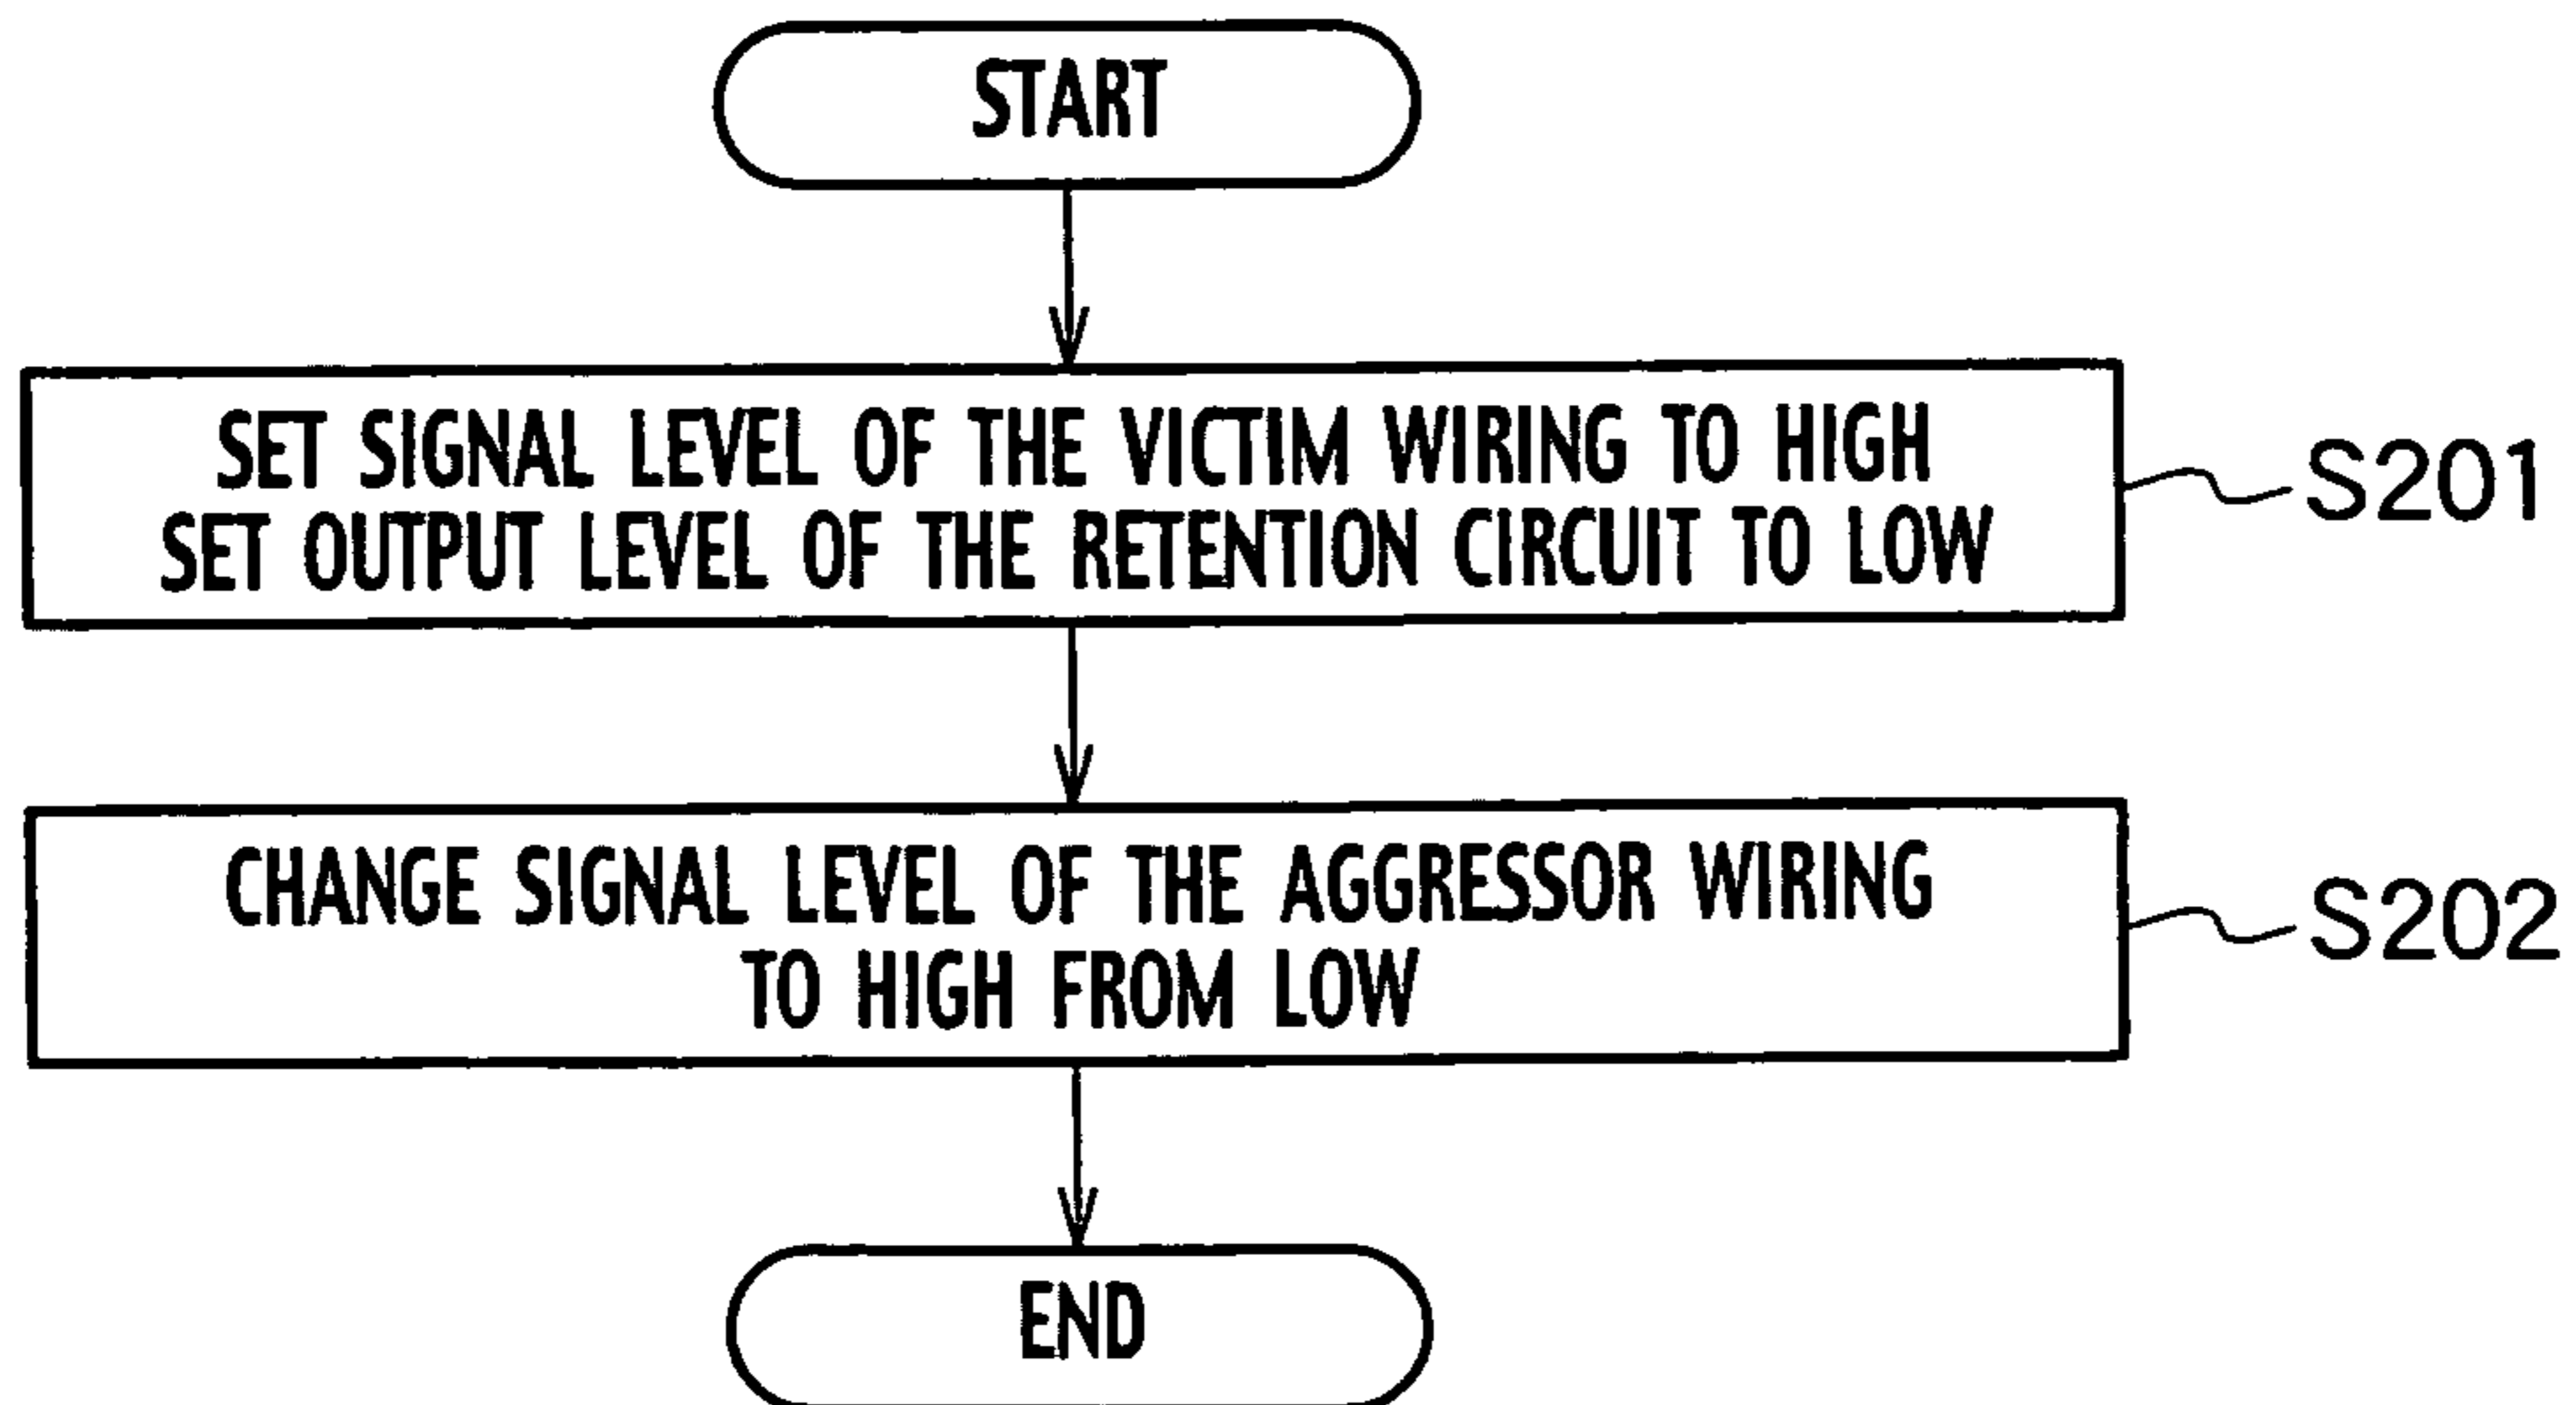 START
SET SIGNAL LEVEL OF THE VICTIM WIRING TO HIGH
SET OUTPUT LEVEL OF THE RETENTION CIRCUIT TO LOW
S201
CHANGE SIGNAL LEVEL OF THE AGGRESSOR WIRING
TO HIGH FROM LOW
S202
END